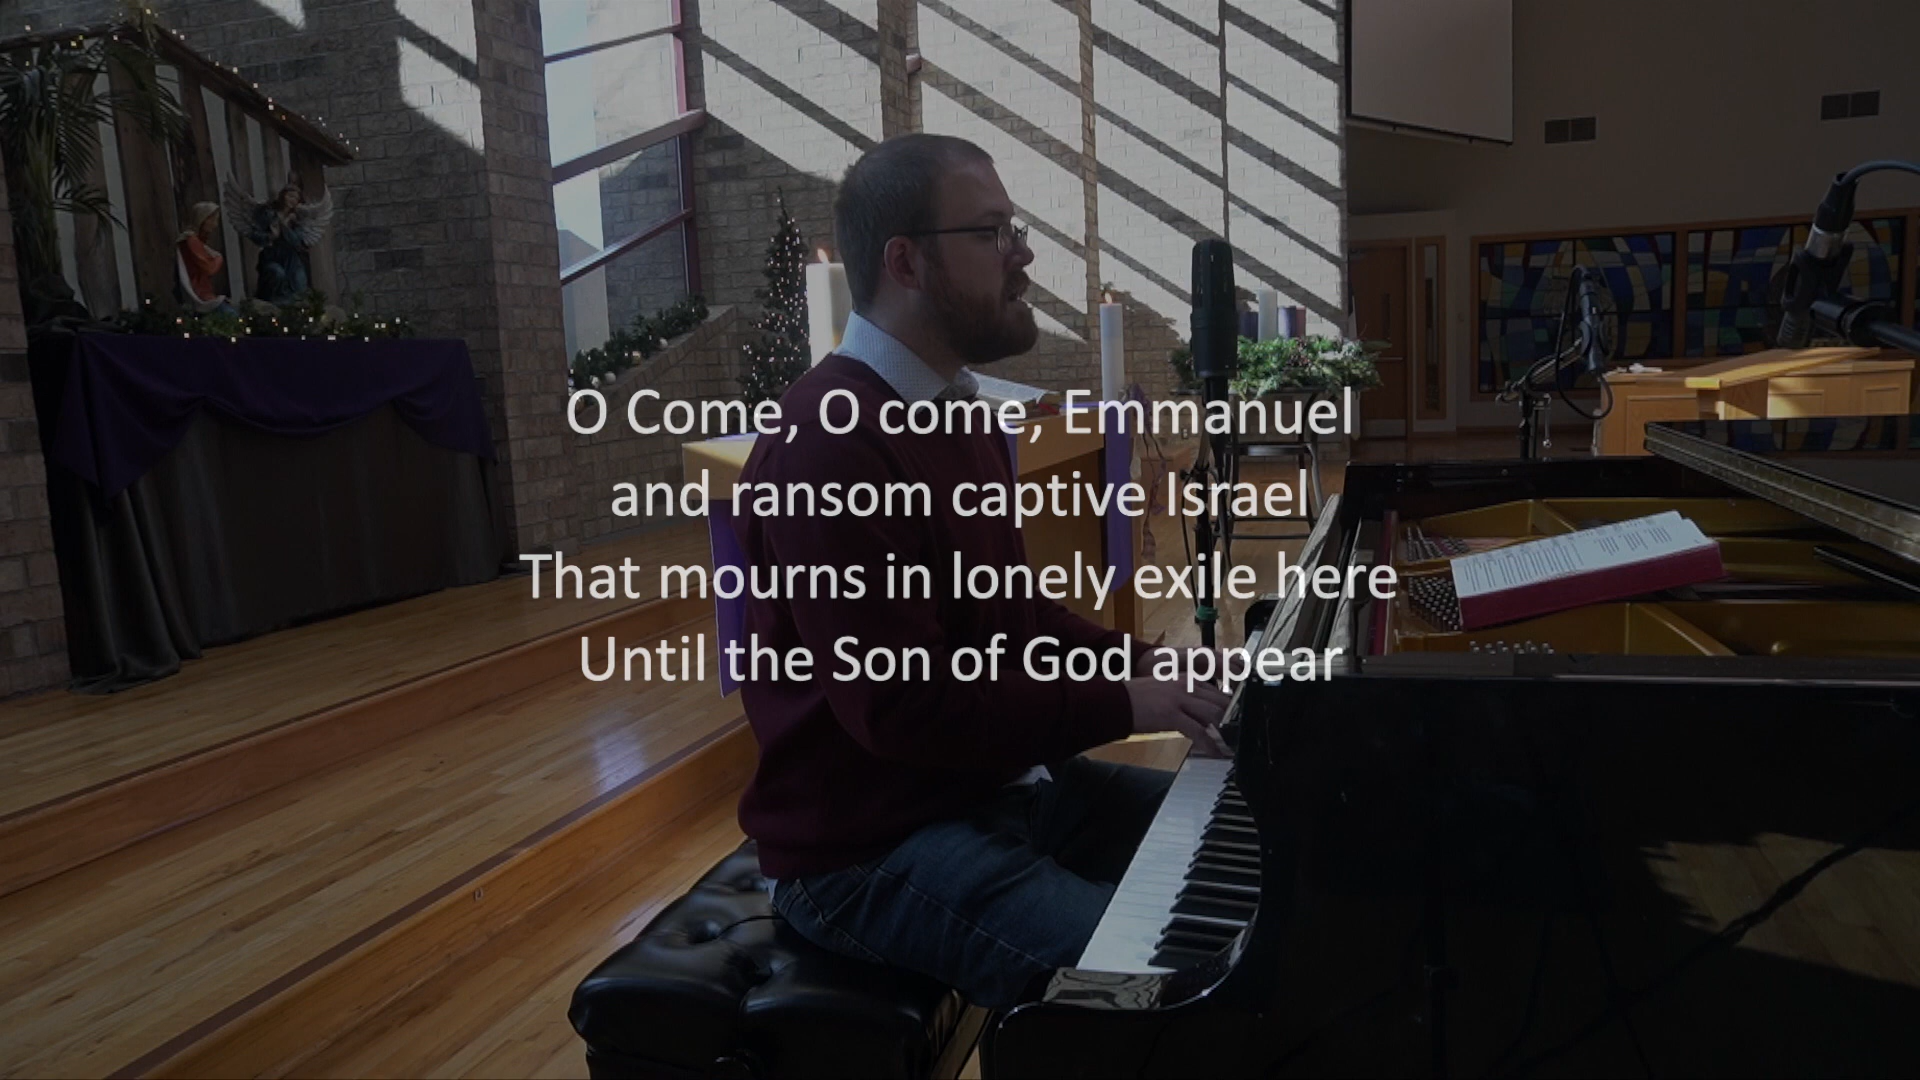 O Come, O come, Emmanuel
and ransom captive Israel
That mourns in lonely exile here
Until the Son of God appear